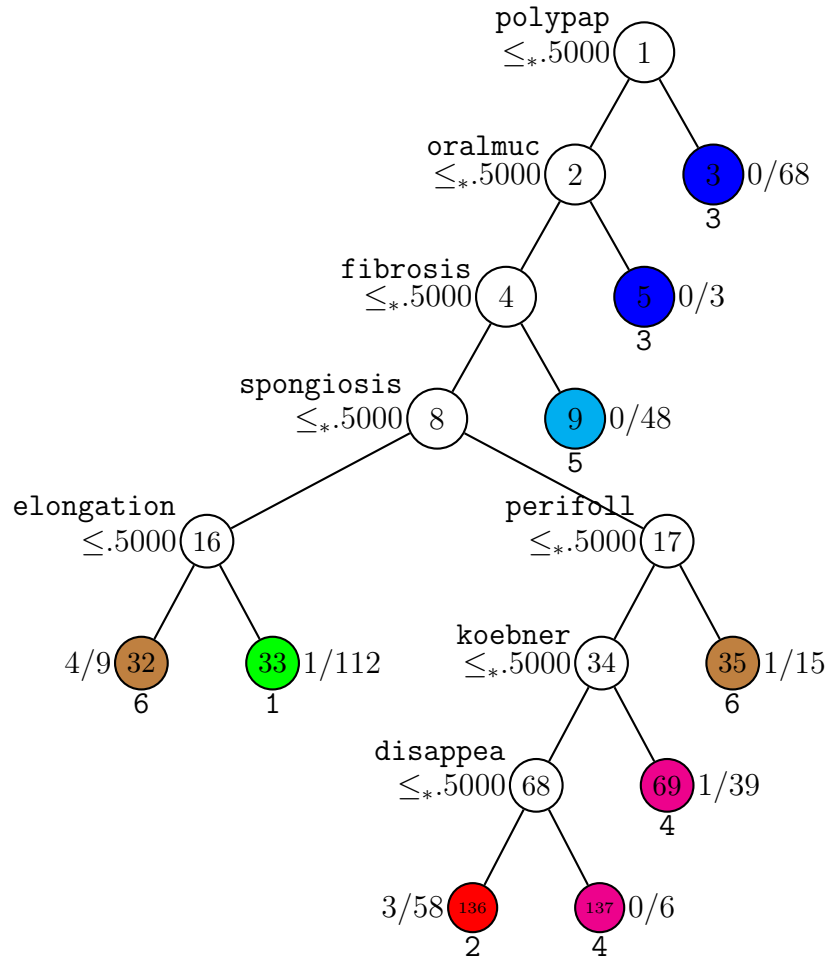 polypap
≤*.5000 1
oralmuc
≤*.5000 2 3 0/68
3
fibrosis
≤*.5000 4 5 0/3
3
spongiosis
≤*.5000 8 9 0/48
5
elongation perifoll
≤.5000 16 ≤*.5000 17
koebner
4/9 32 33 1/112 ≤*.5000 34 35 1/15
6 1 6
disappea
≤*.5000 68 69 1/39
4
3/58 136 137 0/6
2 4